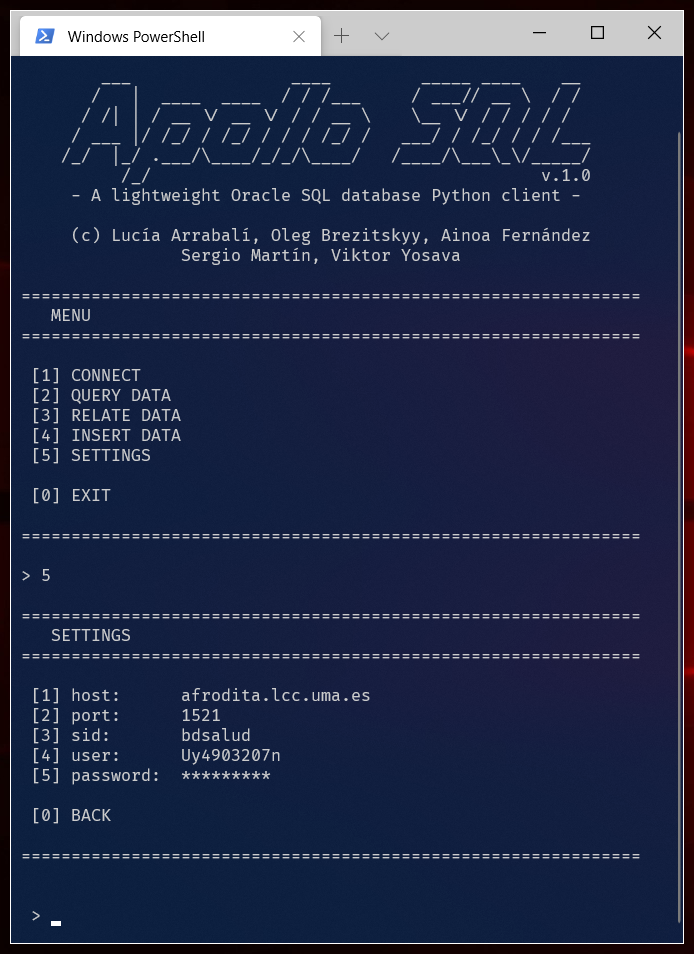 Windows PowerShell
Apollo SQL
v.1.0
- A lightweight Oracle SQL database Python client -
(c) Lucía Arrabalí, Oleg Brezitskyy, Ainoa Fernández
Sergio Martín, Viktor Yosava
=============================================================
MENU
=============================================================
[1] CONNECT
[2] QUERY DATA
[3] RELATE DATA
[4] INSERT DATA
[5] SETTINGS
[0] EXIT
=============================================================
> 5
=============================================================
SETTINGS
=============================================================
[1] host: afrodita.lcc.uma.es
[2] port: 1521
[3] sid: bdsalud
[4] user: Uy4903207n
[5] password: *********
[0] BACK
=============================================================
>